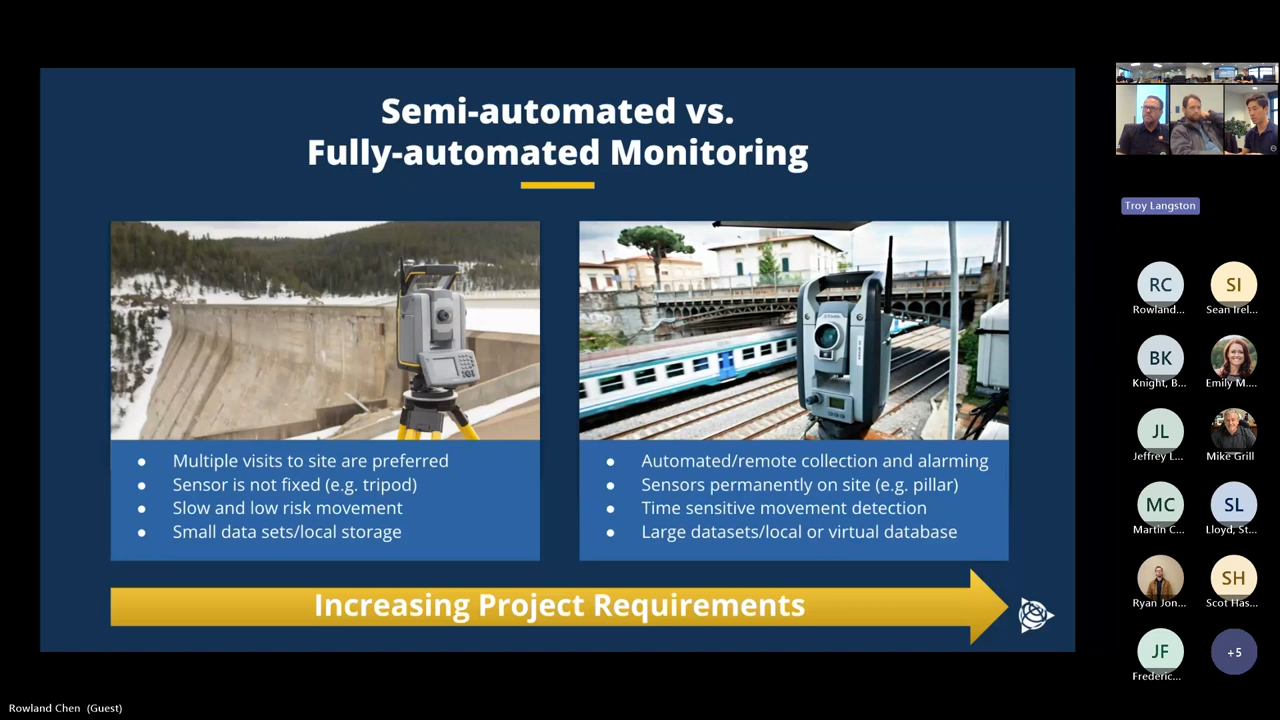 Semi-automated vs.
Fully-automated Monitoring
Multiple visits to site are preferred
Sensor is not fixed (e.g. tripod)
Slow and low risk movement
Small data sets/local storage
Automated/remote collection and alarming
Sensors permanently on site (e.g. pillar)
Time sensitive movement detection
Large datasets/local or virtual database
Increasing Project Requirements
Troy Langston
RC
SI
Rowland...
Sean Irel...
BK
Knight, B...
Emily M....
JL
Jeffrey L...
Mike Grill
MC
SL
Martin C...
Lloyd, St...
SH
Ryan Jon...
Scot Has...
JF
+5
Frederic...
Rowland Chen (Guest)